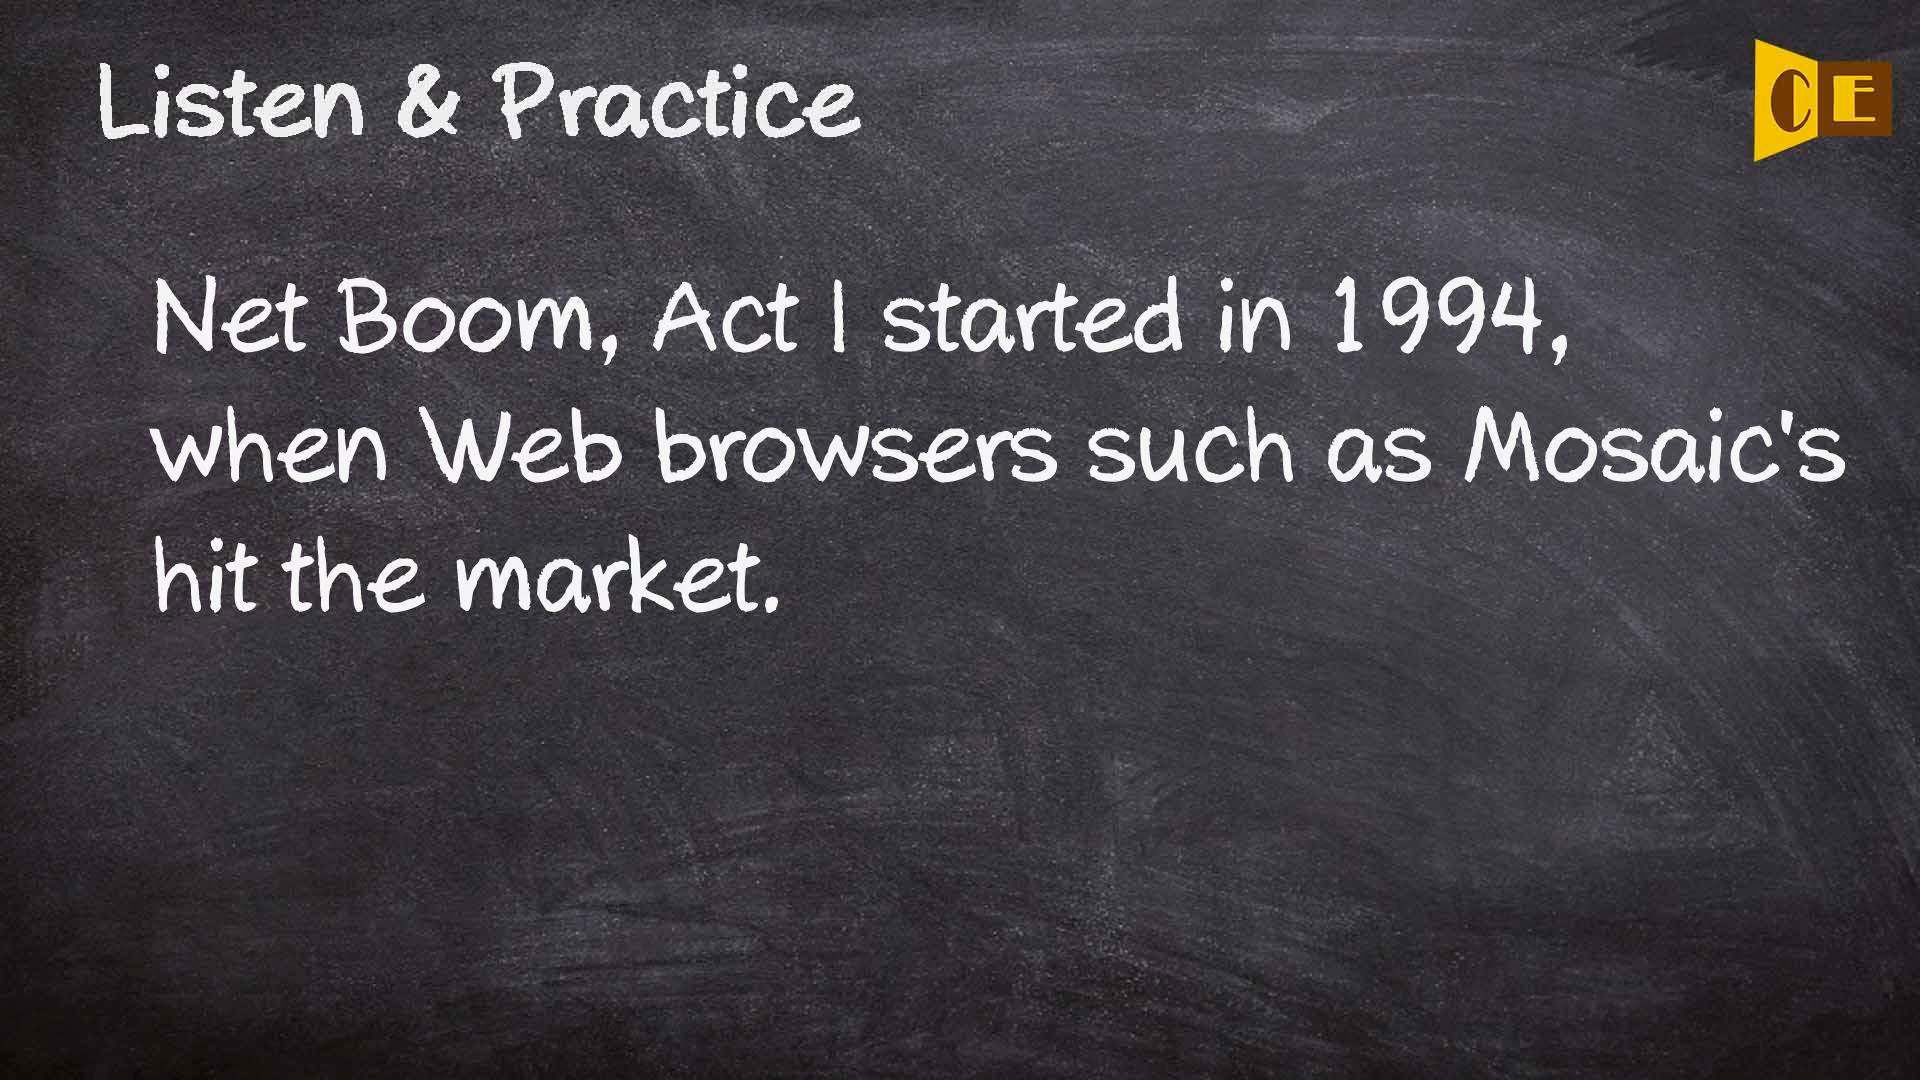 Listen & Practice
CE
Net Boom, Act I started in 1994,
when Web browsers such as Mosaic's
hit the market.